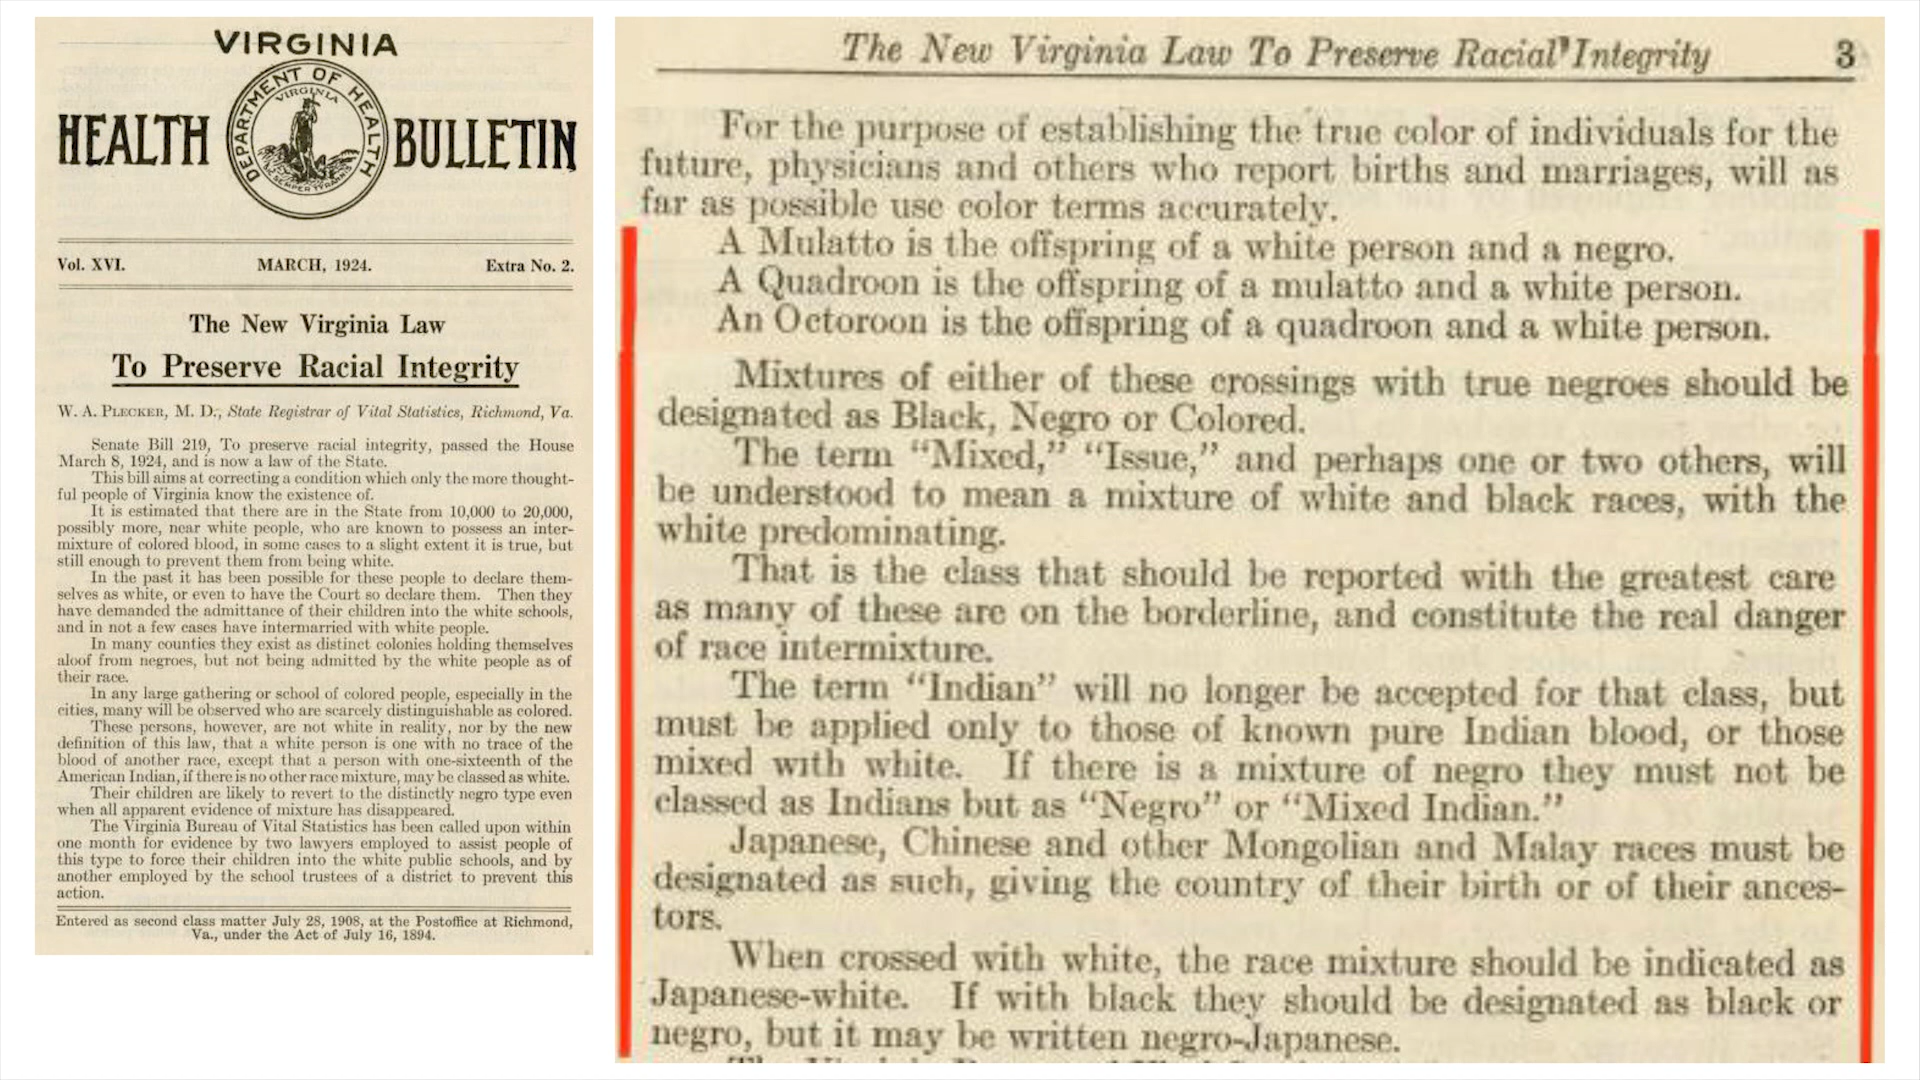 VIRGINIA
HEALTH BULLETIN
DEPARTMENT OF HEALTH
VIRGINIA
SIC SEMPER TYRANNIS
Vol. XVI. MARCH, 1924. Extra No. 2.
The New Virginia Law
To Preserve Racial Integrity
W. A. PLECKER, M. D., State Registrar of Vital Statistics, Richmond, Va.
Senate Bill 219, To preserve racial integrity, passed the House
March 8, 1924, and is now a law of the State.
This bill aims at correcting a condition which only the more thought-
ful people of Virginia know the existence of.
It is estimated that there are in the State from 10,000 to 20,000,
possibly more, near white people, who are known to possess an inter-
mixture of colored blood, in some cases to a slight extent it is true, but
still enough to prevent them from being white.
In the past it has been possible for these people to declare them-
selves as white, or even to have the Court so declare them. Then they
have demanded the admittance of their children into the white schools,
and in not a few cases have intermarried with white people.
In many counties they exist as distinct colonies holding themselves
aloof from negroes, but not being admitted by the white people as of
their race.
In any large gathering or school of colored people, especially in the
cities, many will be observed who are scarcely distinguishable as colored.
These persons, however, are not white in reality, nor by the new
definition of this law, that a white person is one with no trace of the
blood of another race, except that a person with one-sixteenth of the
American Indian, if there is no other race mixture, may be classed as white.
Their children are likely to revert to the distinctly negro type even
when all apparent evidence of mixture has disappeared.
The Virginia Bureau of Vital Statistics has been called upon within
one month for evidence by two lawyers employed to assist people of
this type to force their children into the white public schools, and by
another employed by the school trustees of a district to prevent this
action.
Entered as second class matter July 28, 1908, at the Postoffice at Richmond,
Va., under the Act of July 16, 1894.
The New Virginia Law To Preserve Racial Integrity 3
For the purpose of establishing the true color of individuals for the
future, physicians and others who report births and marriages, will as
far as possible use color terms accurately.
A Mulatto is the offspring of a white person and a negro.
A Quadroon is the offspring of a mulatto and a white person.
An Octoroon is the offspring of a quadroon and a white person.
Mixtures of either of these crossings with true negroes should be
designated as Black, Negro or Colored.
The term "Mixed," "Issue," and perhaps one or two others, will
be understood to mean a mixture of white and black races, with the
white predominating.
That is the class that should be reported with the greatest care
as many of these are on the borderline, and constitute the real danger
of race intermixture.
The term "Indian" will no longer be accepted for that class, but
must be applied only to those of known pure Indian blood, or those
mixed with white. If there is a mixture of negro they must not be
classed as Indians but as "Negro" or "Mixed Indian."
Japanese, Chinese and other Mongolian and Malay races must be
designated as such, giving the country of their birth or of their ances-
tors.
When crossed with white, the race mixture should be indicated as
Japanese-white. If with black they should be designated as black or
negro, but it may be written negro-Japanese.